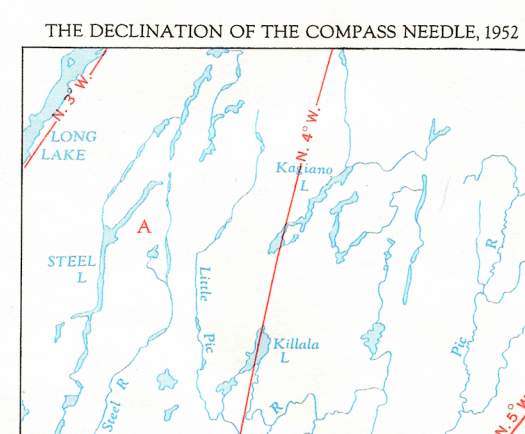 THE DECLINATION OF THE COMPASS NEEDLE, 1952
N. 3° W.
N. 4° W.
LONG
LAKE
Kagiano
L
A
STEEL
L
R
Little
Pic
Killala
L
Pic
R
Steel R
N. 5° W.